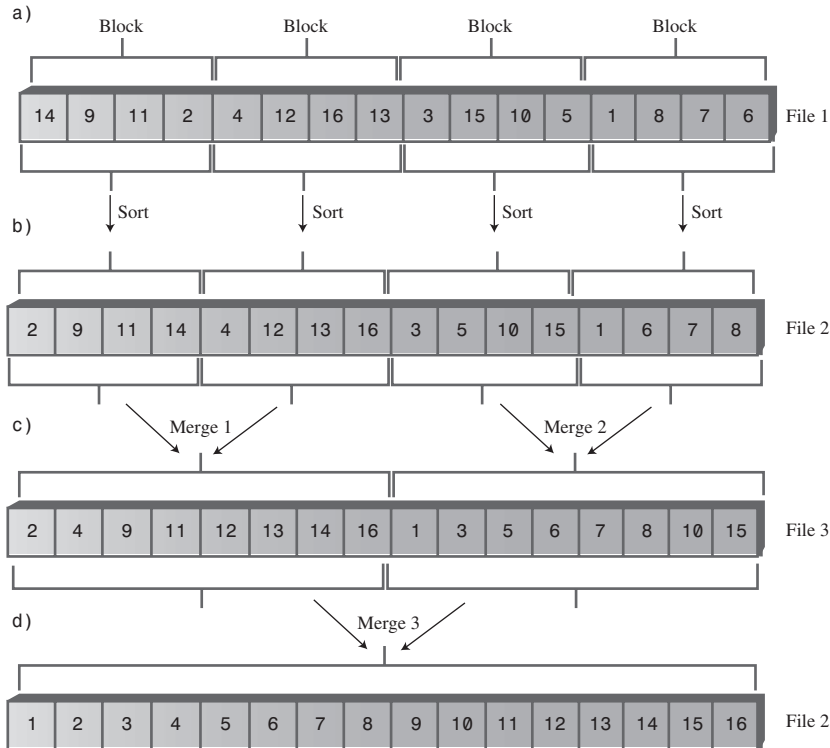 a)
Block Block Block Block
14 9 11 2 4 12 16 13 3 15 10 5 1 8 7 6 File 1
Sort Sort Sort Sort
b)
2 9 11 14 4 12 13 16 3 5 10 15 1 6 7 8 File 2
Merge 1 Merge 2
c)
2 4 9 11 12 13 14 16 1 3 5 6 7 8 10 15 File 3
Merge 3
d)
1 2 3 4 5 6 7 8 9 10 11 12 13 14 15 16 File 2